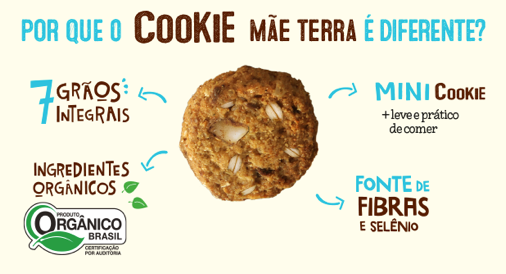 POR QUE O COOKIE MÃE TERRA É DIFERENTE?
7 GRÃOS
INTEGRAIS
MINI COOKIE
+ leve e prático
de comer
INGREDIENTES
ORGÂNICOS
PRODUTO
ORGÂNICO
BRASIL
CERTIFICAÇÃO
POR AUDITORIA
FONTE DE
FIBRAS
E SELÊNIO